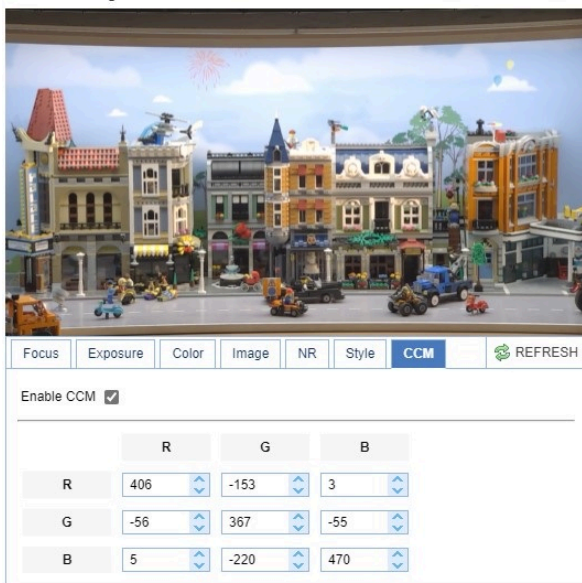 Focus Exposure Color Image NR Style CCM REFRESH
Enable CCM
R G B
R 406 -153 3
G -56 367 -55
B 5 -220 470